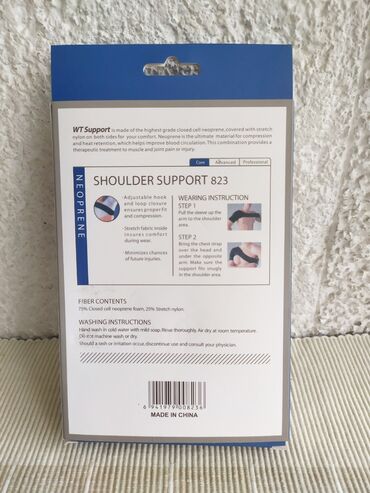 WT Support is made of the highest grade closed cell neoprene, covered with stretch
nylon on both sides for your comfort. Neoprene is the ultimate material for compression
and heat retention, which helps improve blood circulation. This combination provides a
therapeutic treatment to muscle and joint pain or injury.
Core Advanced Professional
NEOPRENE
SHOULDER SUPPORT 823
· Adjustable hook
and loop closure
ensures proper fit
and compression.
· Stretch fabric inside
insures comfort
during wear.
· Minimizes chances
of future injuries.
WEARING INSTRUCTION
STEP 1
Pull the sleeve up the
arm to the shoulder
area.
STEP 2
Bring the chest strap
over the head and
under the opposite
arm. Make sure the
support fits snugly
in the shoulder area.
FIBER CONTENTS
75% Closed cell neoprene foam, 25% Stretch nylon.
WASHING INSTRUCTIONS
Hand wash in cold water with mild soap. Rinse thoroughly. Air dry at room temperature.
Do not machine wash or dry.
Should a rash or irritation occur, discontinue use and consult your physician.
6 941979 008236
MADE IN CHINA